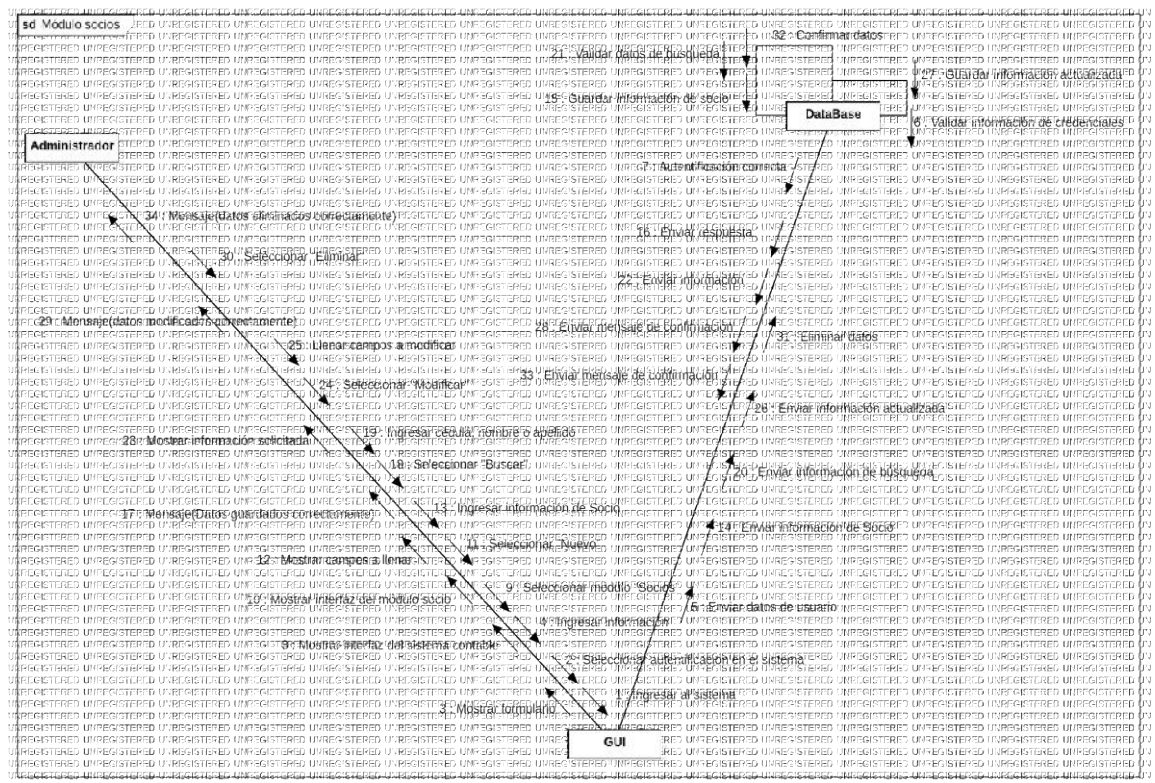 sd Módulo socios
32 : Confirmar datos
21 : Validar datos de búsqueda
27 : Guardar información actualizada
15 : Guardar información de socio
DataBase
6 : Validar información de credenciales
Administrador
7 : Autentificación correcta
34 : Mensaje(datos eliminados correctamente)
16 : Enviar respuesta
30 : Seleccionar "Eliminar"
22 : Enviar información
29 : Mensaje(datos modificados correctamente)
28 : Enviar mensaje de confirmación
31 : Eliminar datos
25 : Llenar campos a modificar
33 : Enviar mensaje de confirmación
24 : Seleccionar "Modificar"
26 : Enviar información actualizada
19 : Ingresar cédula, nombre o apellido
23 : Mostrar información solicitada
18 : Seleccionar "Buscar"
20 : Enviar información de búsqueda
13 : Ingresar información de Socio
17 : Mensaje(Datos guardados correctamente)
14 : Enviar información de Socio
11 : Seleccionar "Nuevo"
12 : Mostrar campos a llenar
9 : Seleccionar módulo "Socios"
10 : Mostrar interfaz del módulo socio
5 : Enviar datos de usuario
4 : Ingresar información
8 : Mostrar interfaz del sistema contable
2 : Seleccionar autentificación en el sistema
1 : Ingresar al sistema
3 : Mostrar formulario
GUI